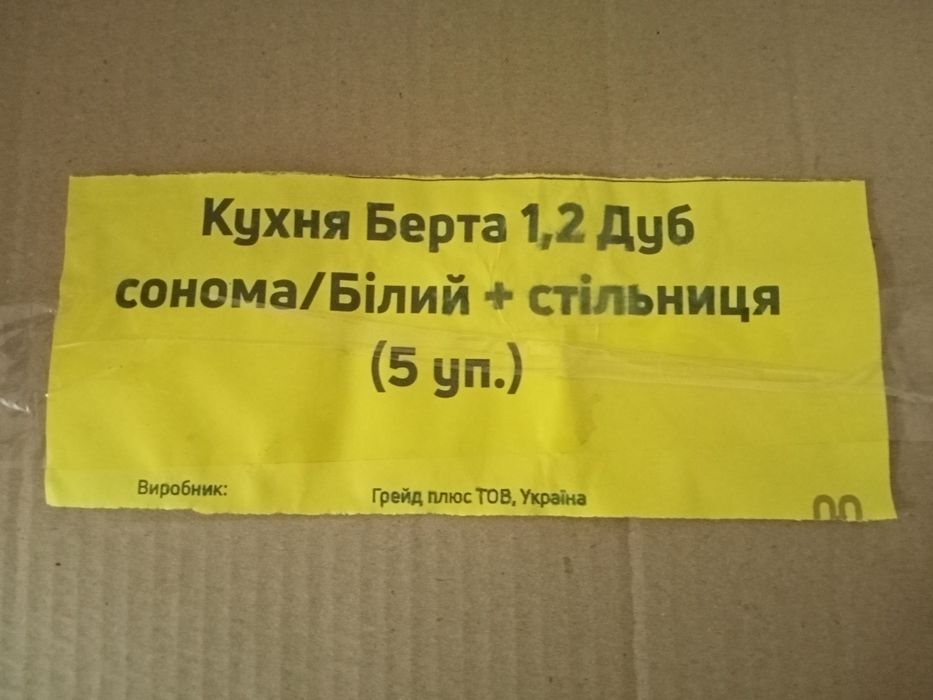 Кухня Берта 1,2 Дуб
сонома/Білий + стільниця
(5 уп.)
Виробник: Грейд плюс ТОВ, Україна